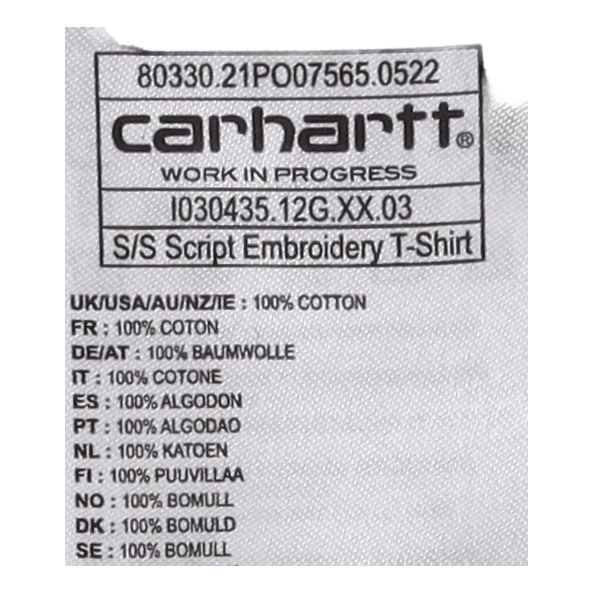 80330.21PO07565.0522
carhartt®
WORK IN PROGRESS
I030435.12G.XX.03
S/S Script Embroidery T-Shirt
UK/USA/AU/NZ/IE : 100% COTTON
FR : 100% COTON
DE/AT : 100% BAUMWOLLE
IT : 100% COTONE
ES : 100% ALGODON
PT : 100% ALGODAO
NL : 100% KATOEN
FI : 100% PUUVILLAA
NO : 100% BOMULL
DK : 100% BOMULD
SE : 100% BOMULL